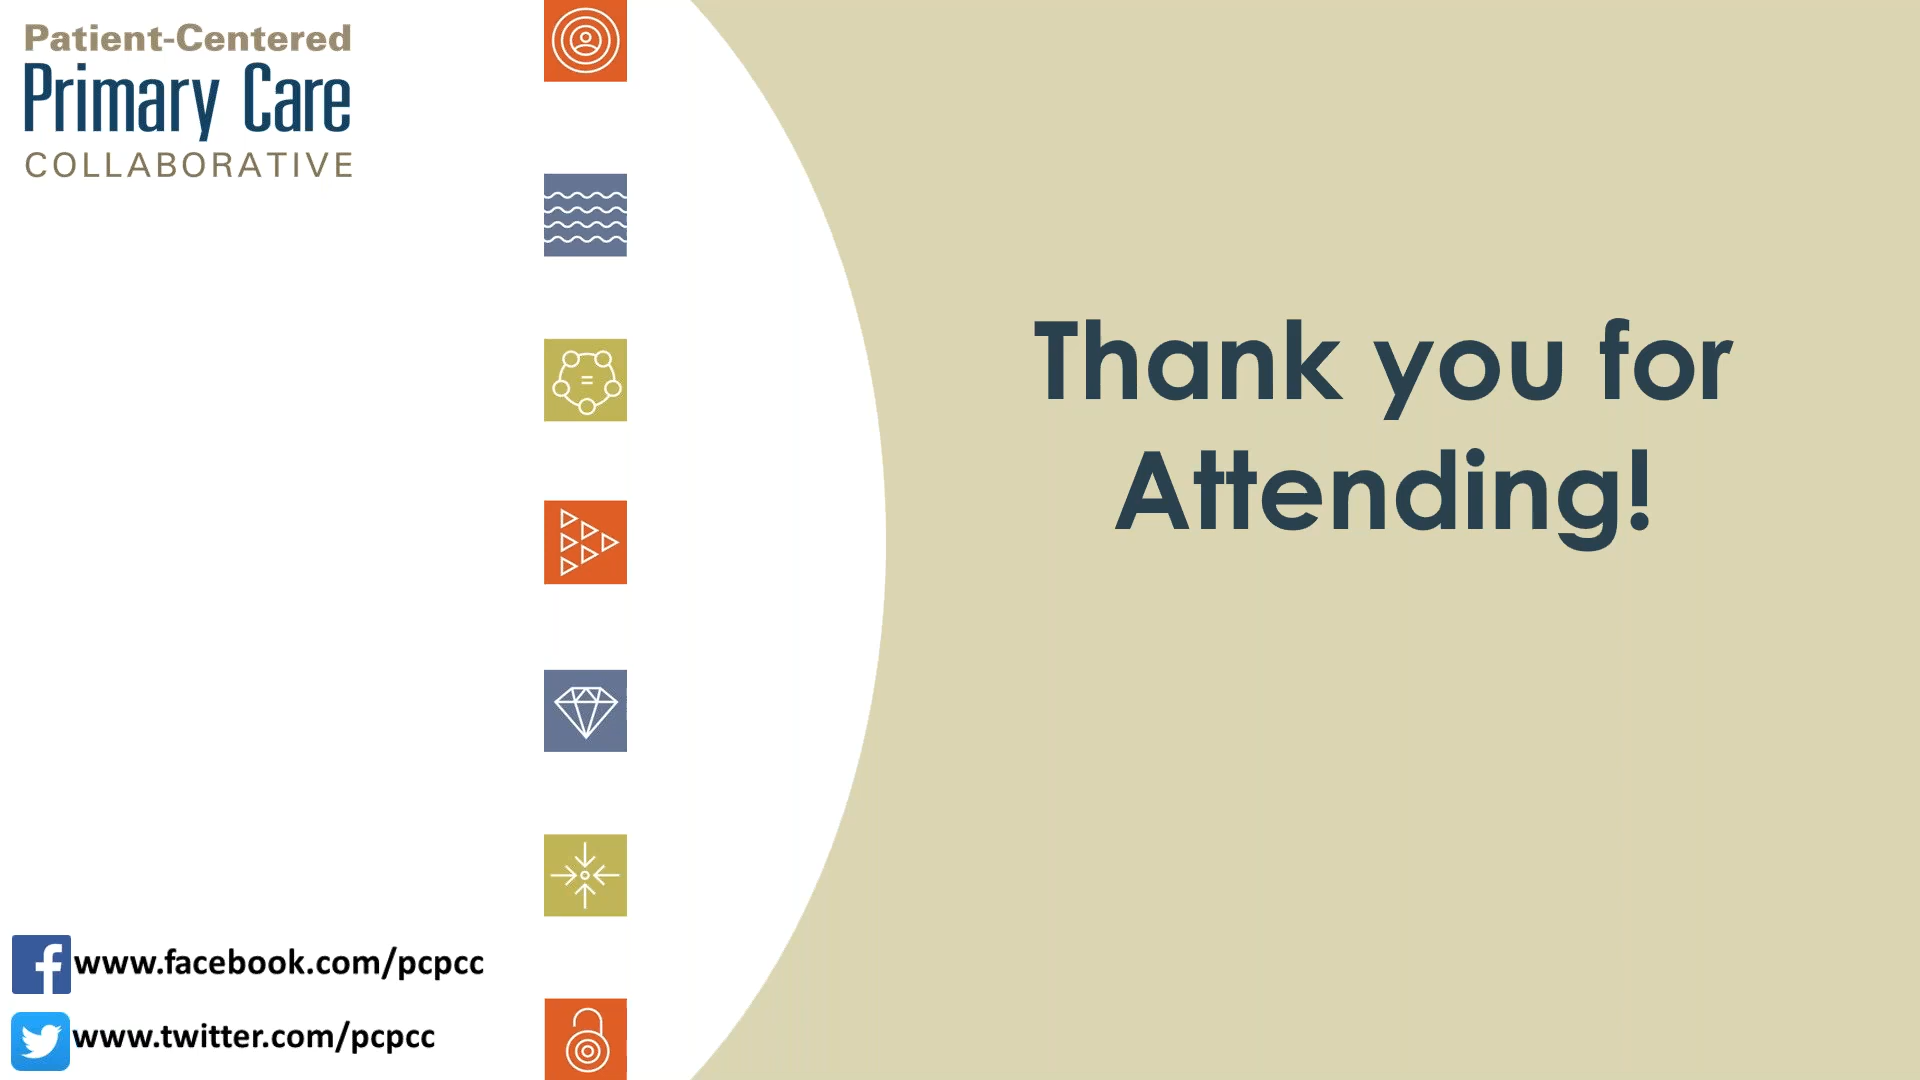 Patient-Centered
Primary Care
COLLABORATIVE
Thank you for
Attending!
www.facebook.com/pcpcc
www.twitter.com/pcpcc